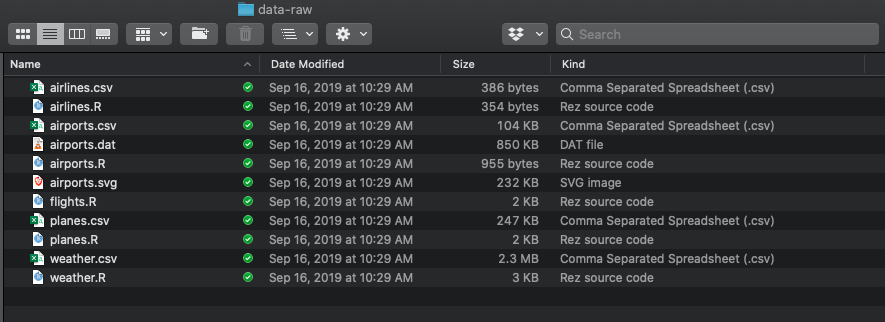 data-raw
Search
Name Date Modified Size Kind
airlines.csv Sep 16, 2019 at 10:29 AM 386 bytes Comma Separated Spreadsheet (.csv)
airlines.R Sep 16, 2019 at 10:29 AM 354 bytes Rez source code
airports.csv Sep 16, 2019 at 10:29 AM 104 KB Comma Separated Spreadsheet (.csv)
airports.dat Sep 16, 2019 at 10:29 AM 850 KB DAT file
airports.R Sep 16, 2019 at 10:29 AM 955 bytes Rez source code
airports.svg Sep 16, 2019 at 10:29 AM 232 KB SVG image
flights.R Sep 16, 2019 at 10:29 AM 2 KB Rez source code
planes.csv Sep 16, 2019 at 10:29 AM 247 KB Comma Separated Spreadsheet (.csv)
planes.R Sep 16, 2019 at 10:29 AM 2 KB Rez source code
weather.csv Sep 16, 2019 at 10:29 AM 2.3 MB Comma Separated Spreadsheet (.csv)
weather.R Sep 16, 2019 at 10:29 AM 3 KB Rez source code